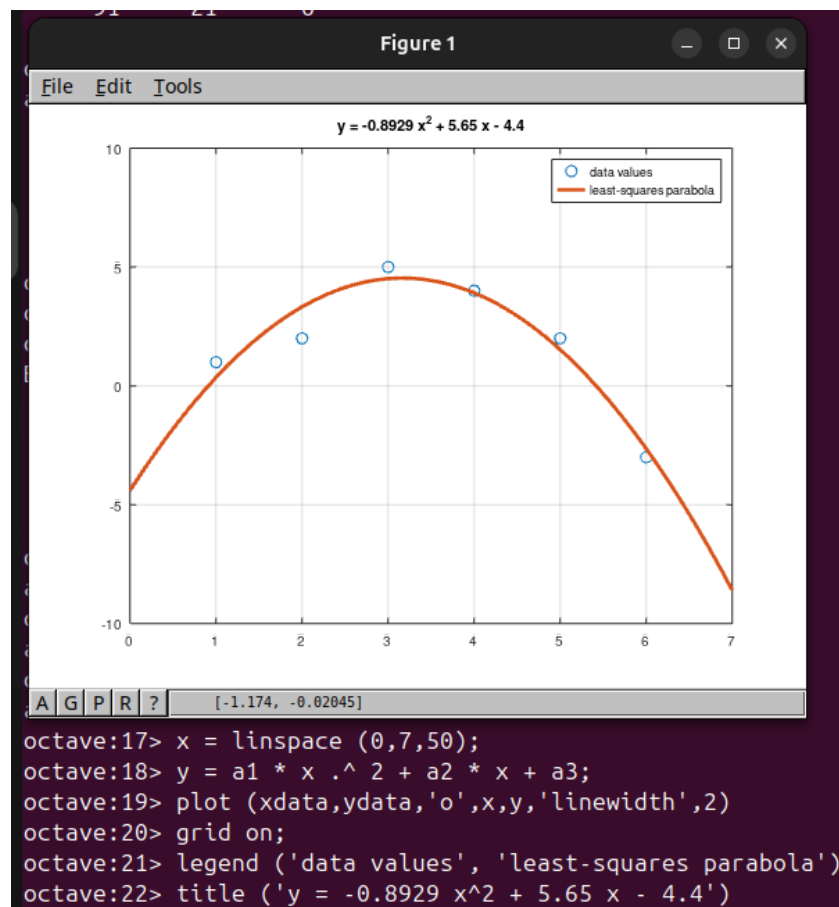 Figure 1
File Edit Tools
y = -0.8929 x² + 5.65 x - 4.4
10
data values
least-squares parabola
5
0
-5
-10
0 1 2 3 4 5 6 7
A G P R ? [-1.174, -0.02045]
octave:17> x = linspace (0,7,50);
octave:18> y = a1 * x .^ 2 + a2 * x + a3;
octave:19> plot (xdata,ydata,'o',x,y,'linewidth',2)
octave:20> grid on;
octave:21> legend ('data values', 'least-squares parabola')
octave:22> title ('y = -0.8929 x^2 + 5.65 x - 4.4')